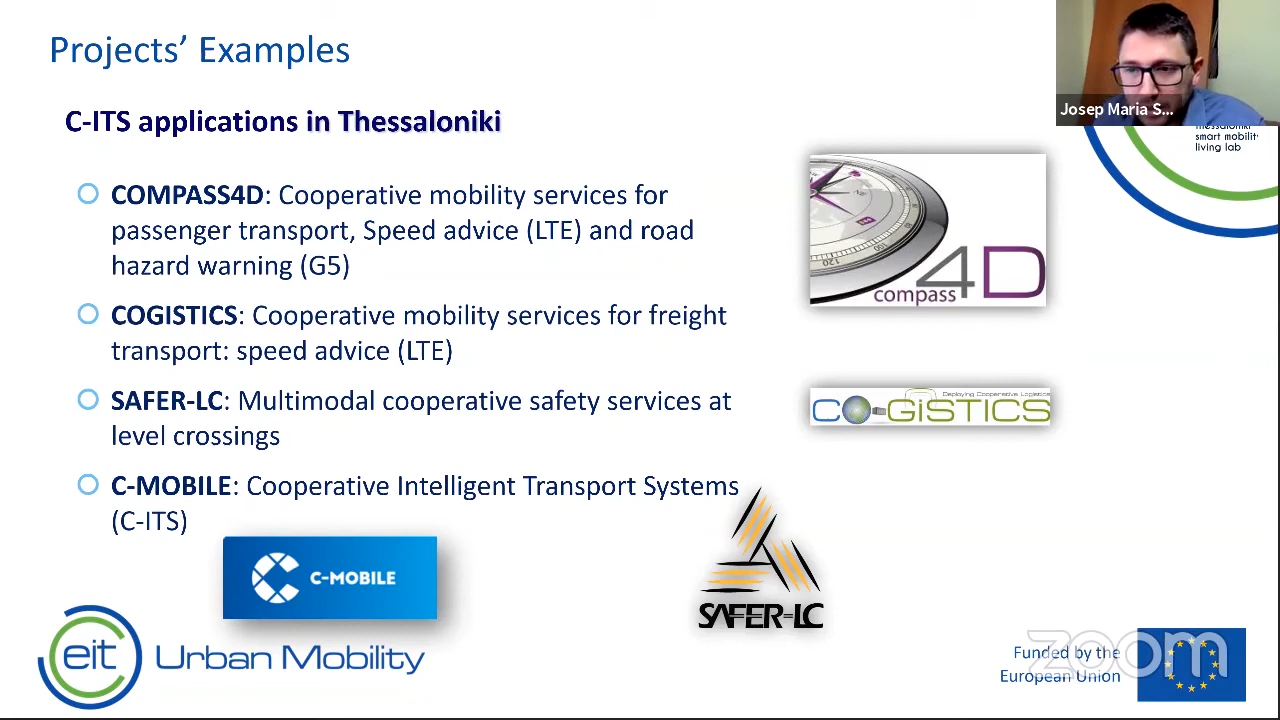 Projects’ Examples
Josep Maria S...
C-ITS applications in Thessaloniki
thessaloniki
smart mobility
living lab
COMPASS4D: Cooperative mobility services for
passenger transport, Speed advice (LTE) and road
hazard warning (G5)
compass4D
COGISTICS: Cooperative mobility services for freight
transport: speed advice (LTE)
Deploying Cooperative Logistics
CO-GISTICS
SAFER-LC: Multimodal cooperative safety services at
level crossings
C-MOBILE: Cooperative Intelligent Transport Systems
(C-ITS)
C-MOBILE
SAFER-LC
eit Urban Mobility
Funded by the
European Union
zoom